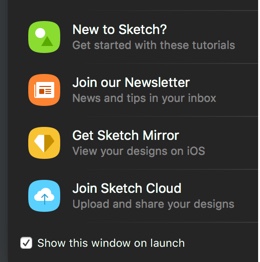 New to Sketch?
Get started with these tutorials
Join our Newsletter
News and tips in your inbox
Get Sketch Mirror
View your designs on iOS
Join Sketch Cloud
Upload and share your designs
Show this window on launch